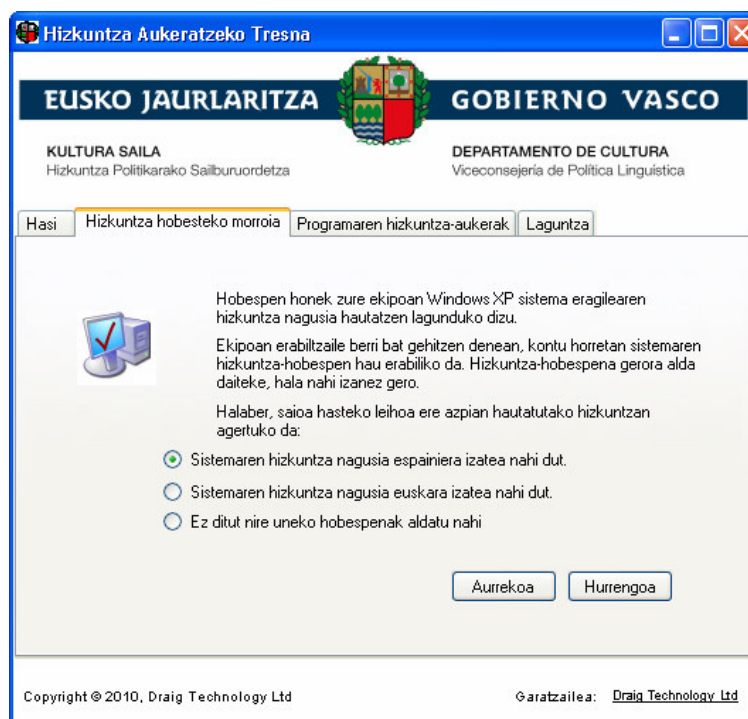 Hizkuntza Aukeratzeko Tresna
EUSKO JAURLARITZA
GOBIERNO VASCO
KULTURA SAILA
Hizkuntza Politikarako Sailburuordetza
DEPARTAMENTO DE CULTURA
Viceconsejería de Política Linguistica
Hasi
Hizkuntza hobesteko morroia
Programaren hizkuntza-aukerak
Laguntza
Hobespen honek zure ekipoan Windows XP sistema eragilearen
hizkuntza nagusia hautatzen lagunduko dizu.
Ekipoan erabiltzaile berri bat gehitzen denean, kontu horretan sistemaren
hizkuntza-hobespen hau erabiliko da. Hizkuntza-hobespena gerora alda
daiteke, hala nahi izanez gero.
Halaber, saioa hasteko leihoa ere azpian hautatutako hizkuntzan
agertuko da:
Sistemaren hizkuntza nagusia espainiera izatea nahi dut.
Sistemaren hizkuntza nagusia euskara izatea nahi dut.
Ez ditut nire uneko hobespenak aldatu nahi
Aurrekoa
Hurrengoa
Copyright © 2010, Draig Technology Ltd
Garatzailea: Draig Technology Ltd